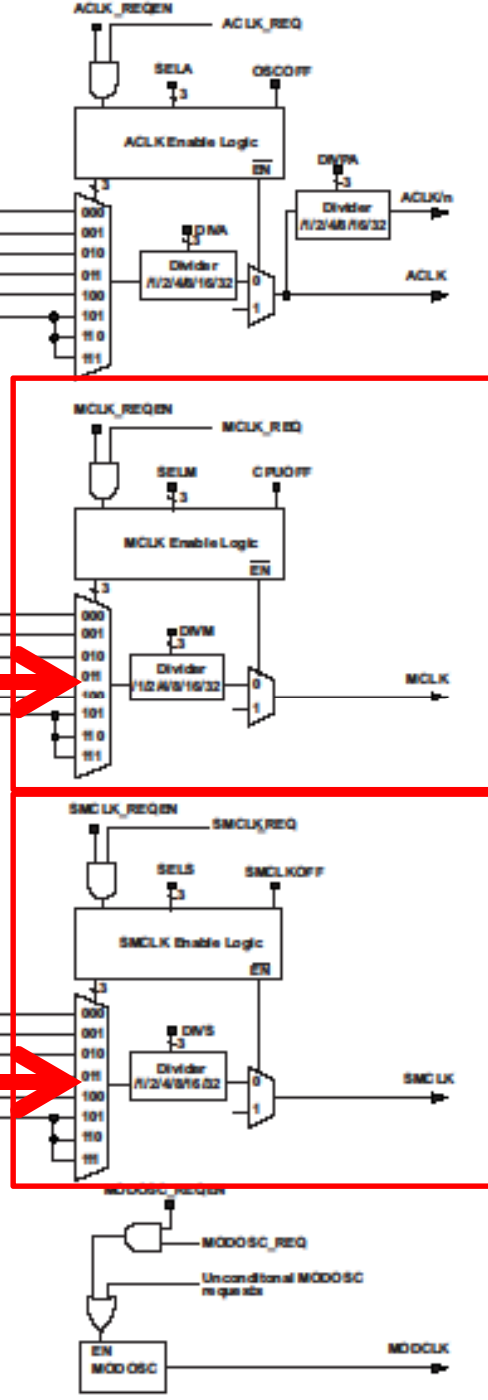 ACLK_REQEN
ACLK_REQ
SELA
OSCOFF
3
ACLK Enable Logic
EN
3
DIVPA
3
Divider
/1/2/4/8/16/32
ACLK/n
000
001
010
011
100
101
110
111
DIVA
3
Divider
/1/2/4/8/16/32
0
1
ACLK
MCLK_REQEN
MCLK_REQ
SELM
CPUOFF
3
MCLK Enable Logic
EN
3
000
001
010
011
100
101
110
111
DIVM
3
Divider
/1/2/4/8/16/32
0
1
MCLK
SMCLK_REQEN
SMCLK_REQ
SELS
SMCLKOFF
3
SMCLK Enable Logic
EN
3
000
001
010
011
100
101
110
111
DIVS
3
Divider
/1/2/4/8/16/32
0
1
SMCLK
MODOSC_REQEN
MODOSC_REQ
Unconditonal MODOSC
requests
EN
MODOSC
MODCLK